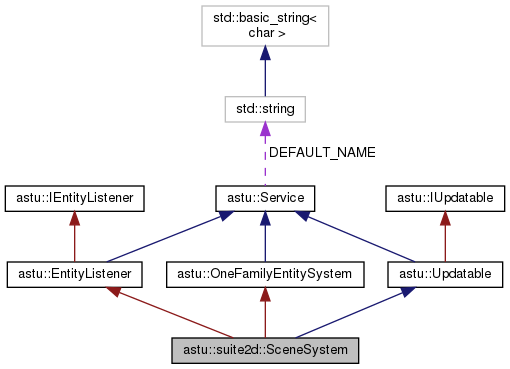 std::basic_string<
char >
std::string
DEFAULT_NAME
astu::IEntityListener
astu::Service
astu::IUpdatable
astu::EntityListener
astu::OneFamilyEntitySystem
astu::Updatable
astu::suite2d::SceneSystem